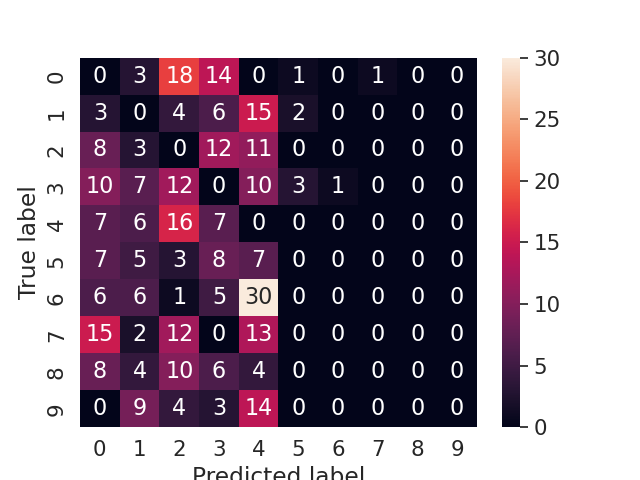 0 3 18 14 0 1 0 1 0 0
1 3 0 4 6 15 2 0 0 0 0
2 8 3 0 12 11 0 0 0 0 0
3 10 7 12 0 10 3 1 0 0 0
4 7 6 16 7 0 0 0 0 0 0
5 7 5 3 8 7 0 0 0 0 0
6 6 6 1 5 30 0 0 0 0 0
7 15 2 12 0 13 0 0 0 0 0
8 8 4 10 6 4 0 0 0 0 0
9 0 9 4 3 14 0 0 0 0 0
0 1 2 3 4 5 6 7 8 9
True label
Predicted label
30
25
20
15
10
5
0